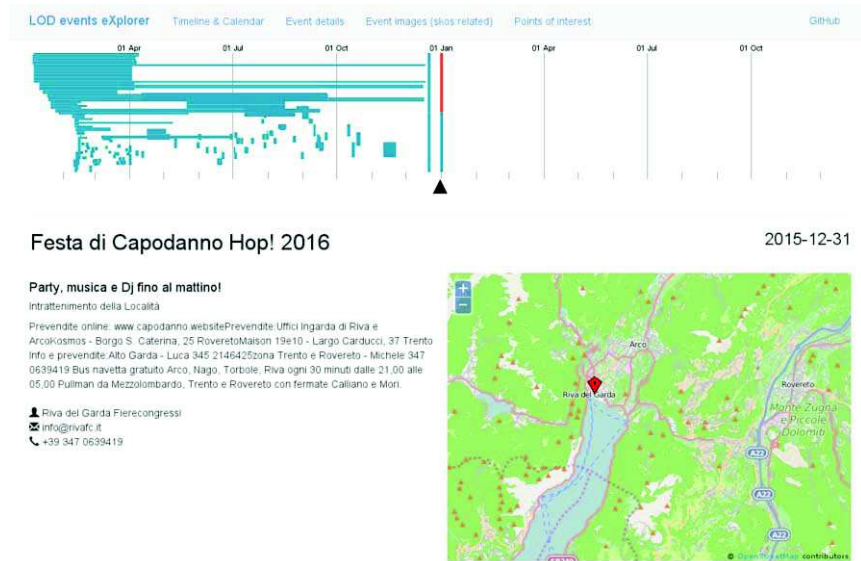 LOD events eXplorer Timeline & Calendar Event details Event images (skos:related) Points of interest GitHub
01 Apr 01 Jul 01 Oct 01 Jan 01 Apr 01 Jul 01 Oct
Festa di Capodanno Hop! 2016
2015-12-31
Party, musica e Dj fino al mattino!
Intrattenimento della Località
Prevendite online: www.capodanno.websitePrevendite:Uffici Ingarda di Riva e
ArcoKosmos - Borgo S. Caterina, 25 RoveretoMaison 19e10 - Largo Carducci, 37 Trento
Info e prevendite:Alto Garda - Luca 345 2146425zona Trento e Rovereto - Michele 347
0639419 Bus navetta gratuito Arco, Nago, Torbole, Riva ogni 30 minuti dalle 21,00 alle
05,00 Pullman da Mezzolombardo, Trento e Rovereto con fermate Calliano e Mori.
Riva del Garda Fierecongressi
info@rivafc.it
+39 347 0639419
+
−
Arco
Riva del Garda
Rovereto
Monte Zugna
e Piccole
Dolomiti
A22
A22
A22
© OpenStreetMap contributors